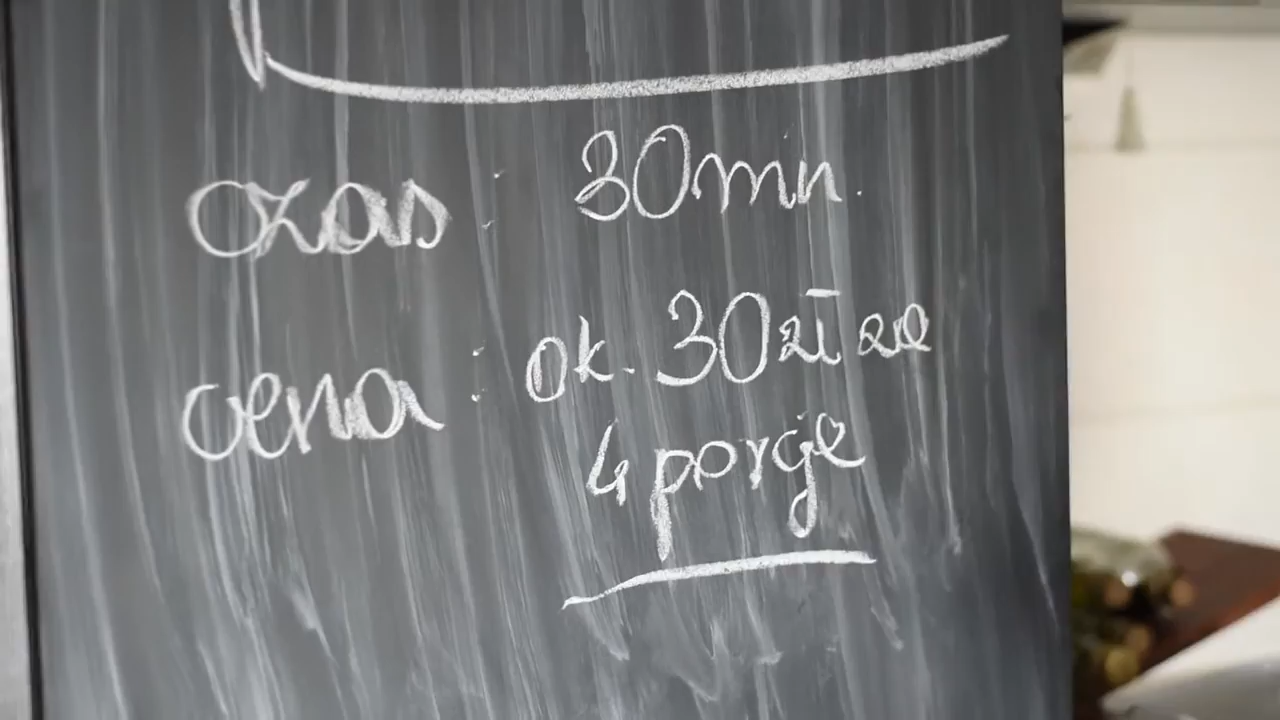 czas : 30min.
cena : ok. 30zł za
4 porcje